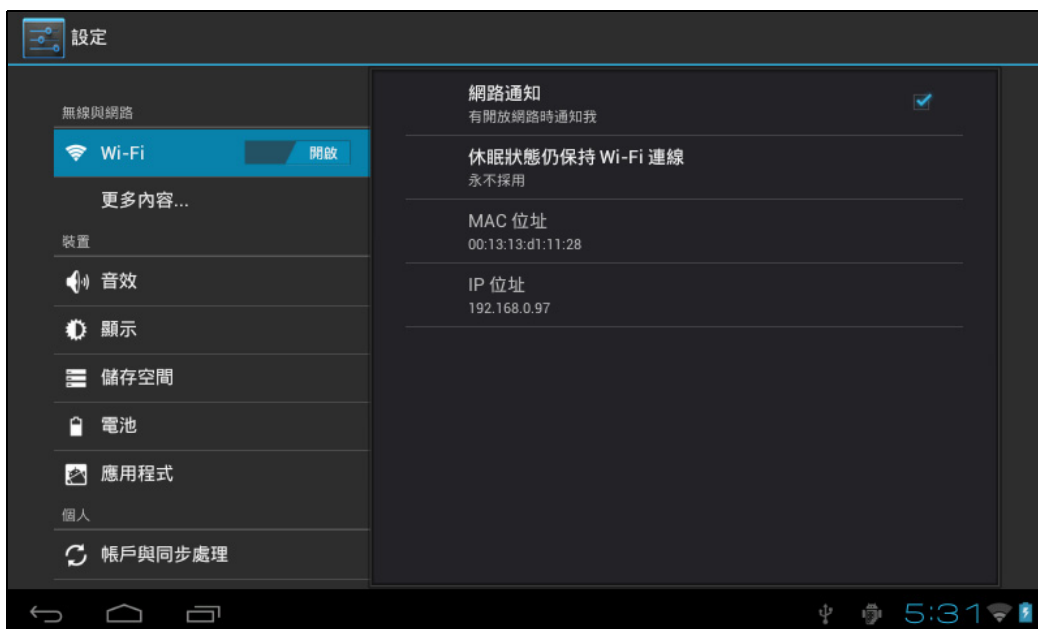 設定
無線與網路
Wi-Fi
開啟
更多內容...
裝置
音效
顯示
儲存空間
電池
應用程式
個人
帳戶與同步處理
網路通知
有開放網路時通知我
休眠狀態仍保持 Wi-Fi 連線
永不採用
MAC 位址
00:13:13:d1:11:28
IP 位址
192.168.0.97
5:31